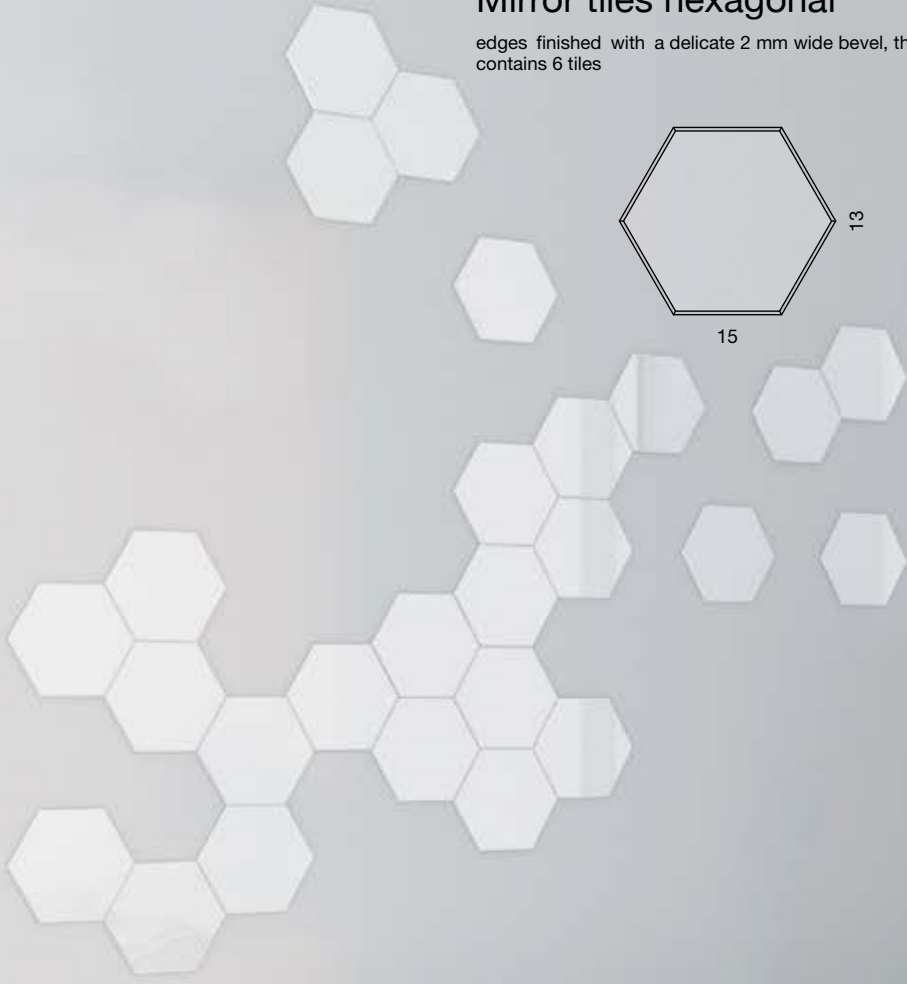 Mirror tiles hexagonal
edges finished with a delicate 2 mm wide bevel, th
contains 6 tiles
13
15